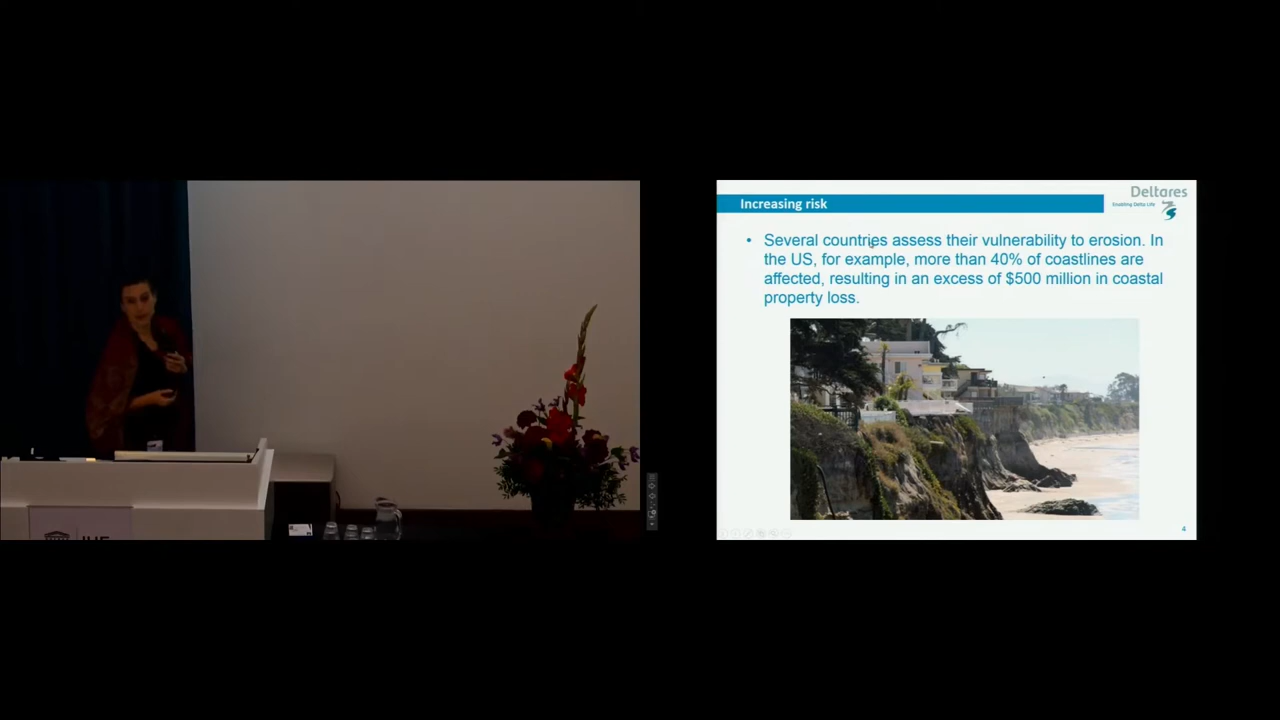 Deltares
Enabling Delta Life
Increasing risk
• Several countries assess their vulnerability to erosion. In
the US, for example, more than 40% of coastlines are
affected, resulting in an excess of $500 million in coastal
property loss.
4